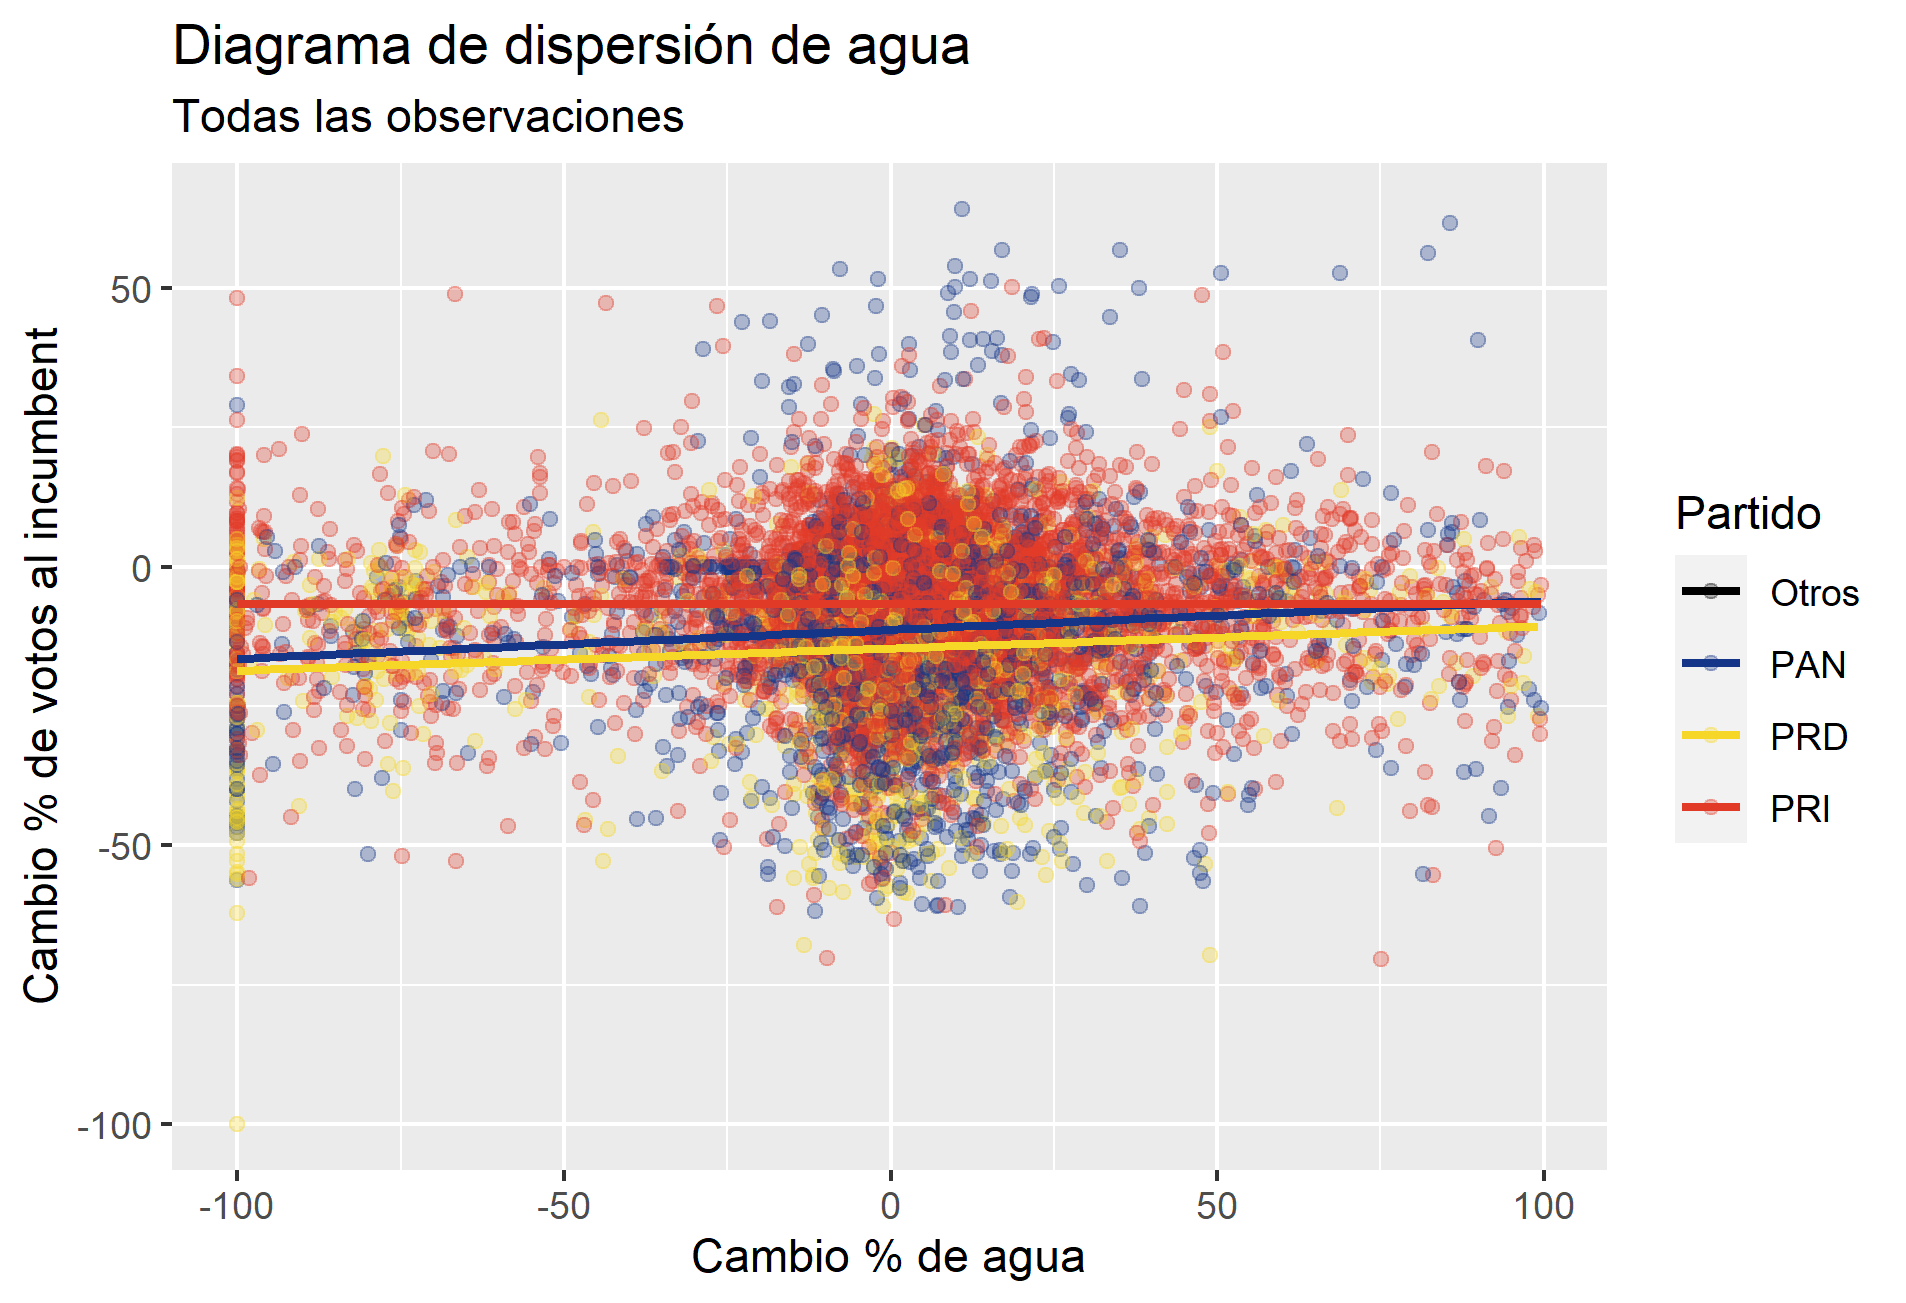 Diagrama de dispersión de agua
Todas las observaciones
Cambio % de votos al incumbent
50
0
-50
-100
-100
-50
0
50
100
Cambio % de agua
Partido
Otros
PAN
PRD
PRI